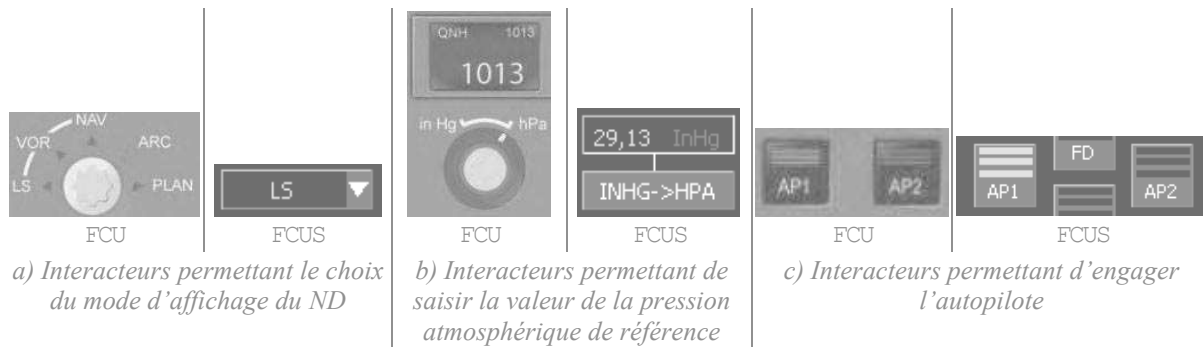 NAV
VOR
ARC
LS
PLAN
FCU
LS
FCUS
a) Interacteurs permettant le choix
du mode d'affichage du ND
QNH 1013
1013
in Hg hPa
FCU
29,13 InHg
INHG->HPA
FCUS
b) Interacteurs permettant de
saisir la valeur de la pression
atmosphérique de référence
AP1 AP2
FCU
FD
AP1 AP2
FCUS
c) Interacteurs permettant d'engager
l'autopilote